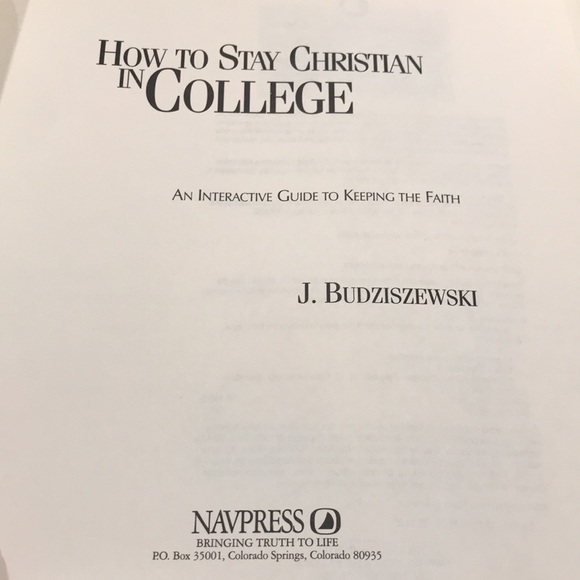 HOW TO STAY CHRISTIAN
IN COLLEGE
AN INTERACTIVE GUIDE TO KEEPING THE FAITH
J. BUDZISZEWSKI
NAVPRESS
BRINGING TRUTH TO LIFE
P.O. Box 35001, Colorado Springs, Colorado 80935